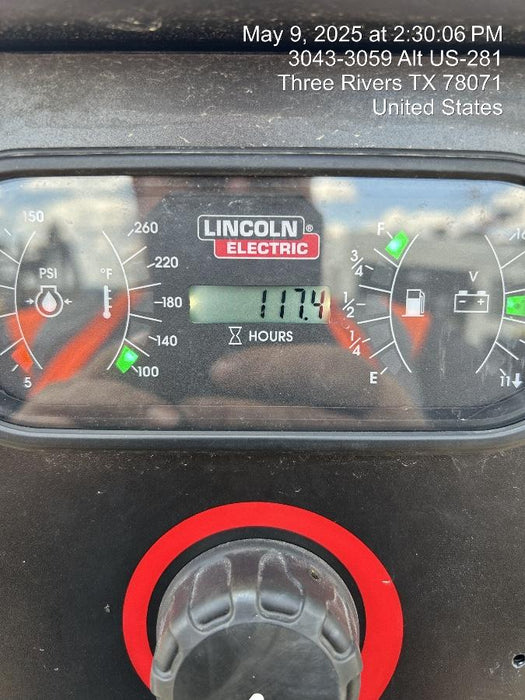 May 9, 2025 at 2:30:06 PM
3043-3059 Alt US-281
Three Rivers TX 78071
United States
150
PSI
5
°F
260
220
180
140
100
LINCOLN®
ELECTRIC
117.4
HOURS
F
3/4
1/2
1/4
E
V
11